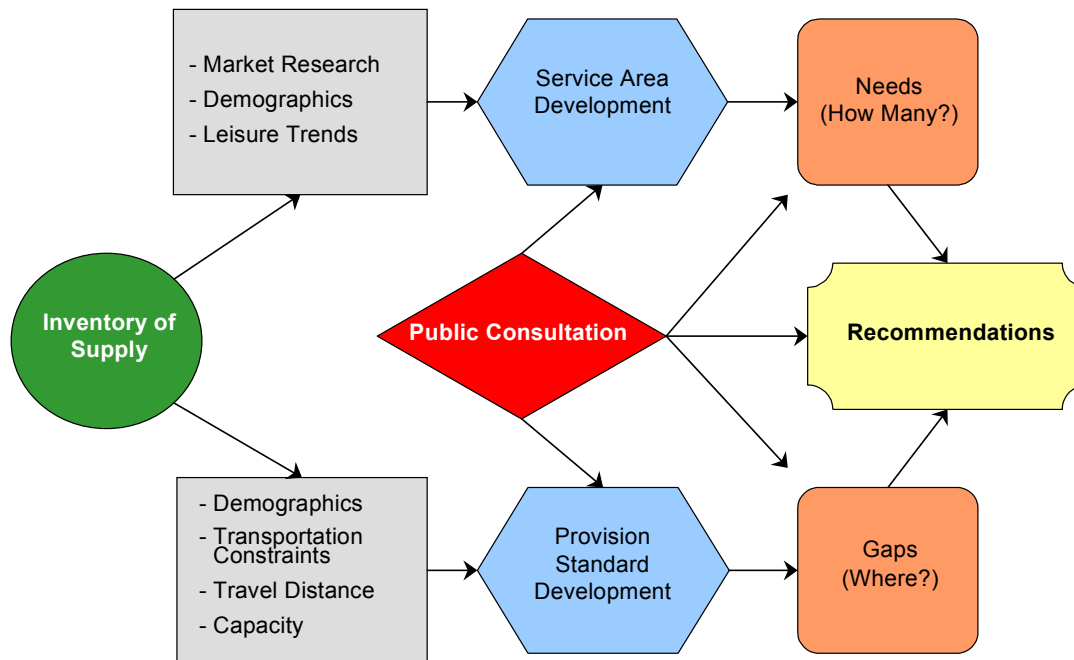 - Market Research
- Demographics
- Leisure Trends
Service Area
Development
Needs
(How Many?)
Inventory of
Supply
Public Consultation
Recommendations
- Demographics
- Transportation
Constraints
- Travel Distance
- Capacity
Provision
Standard
Development
Gaps
(Where?)